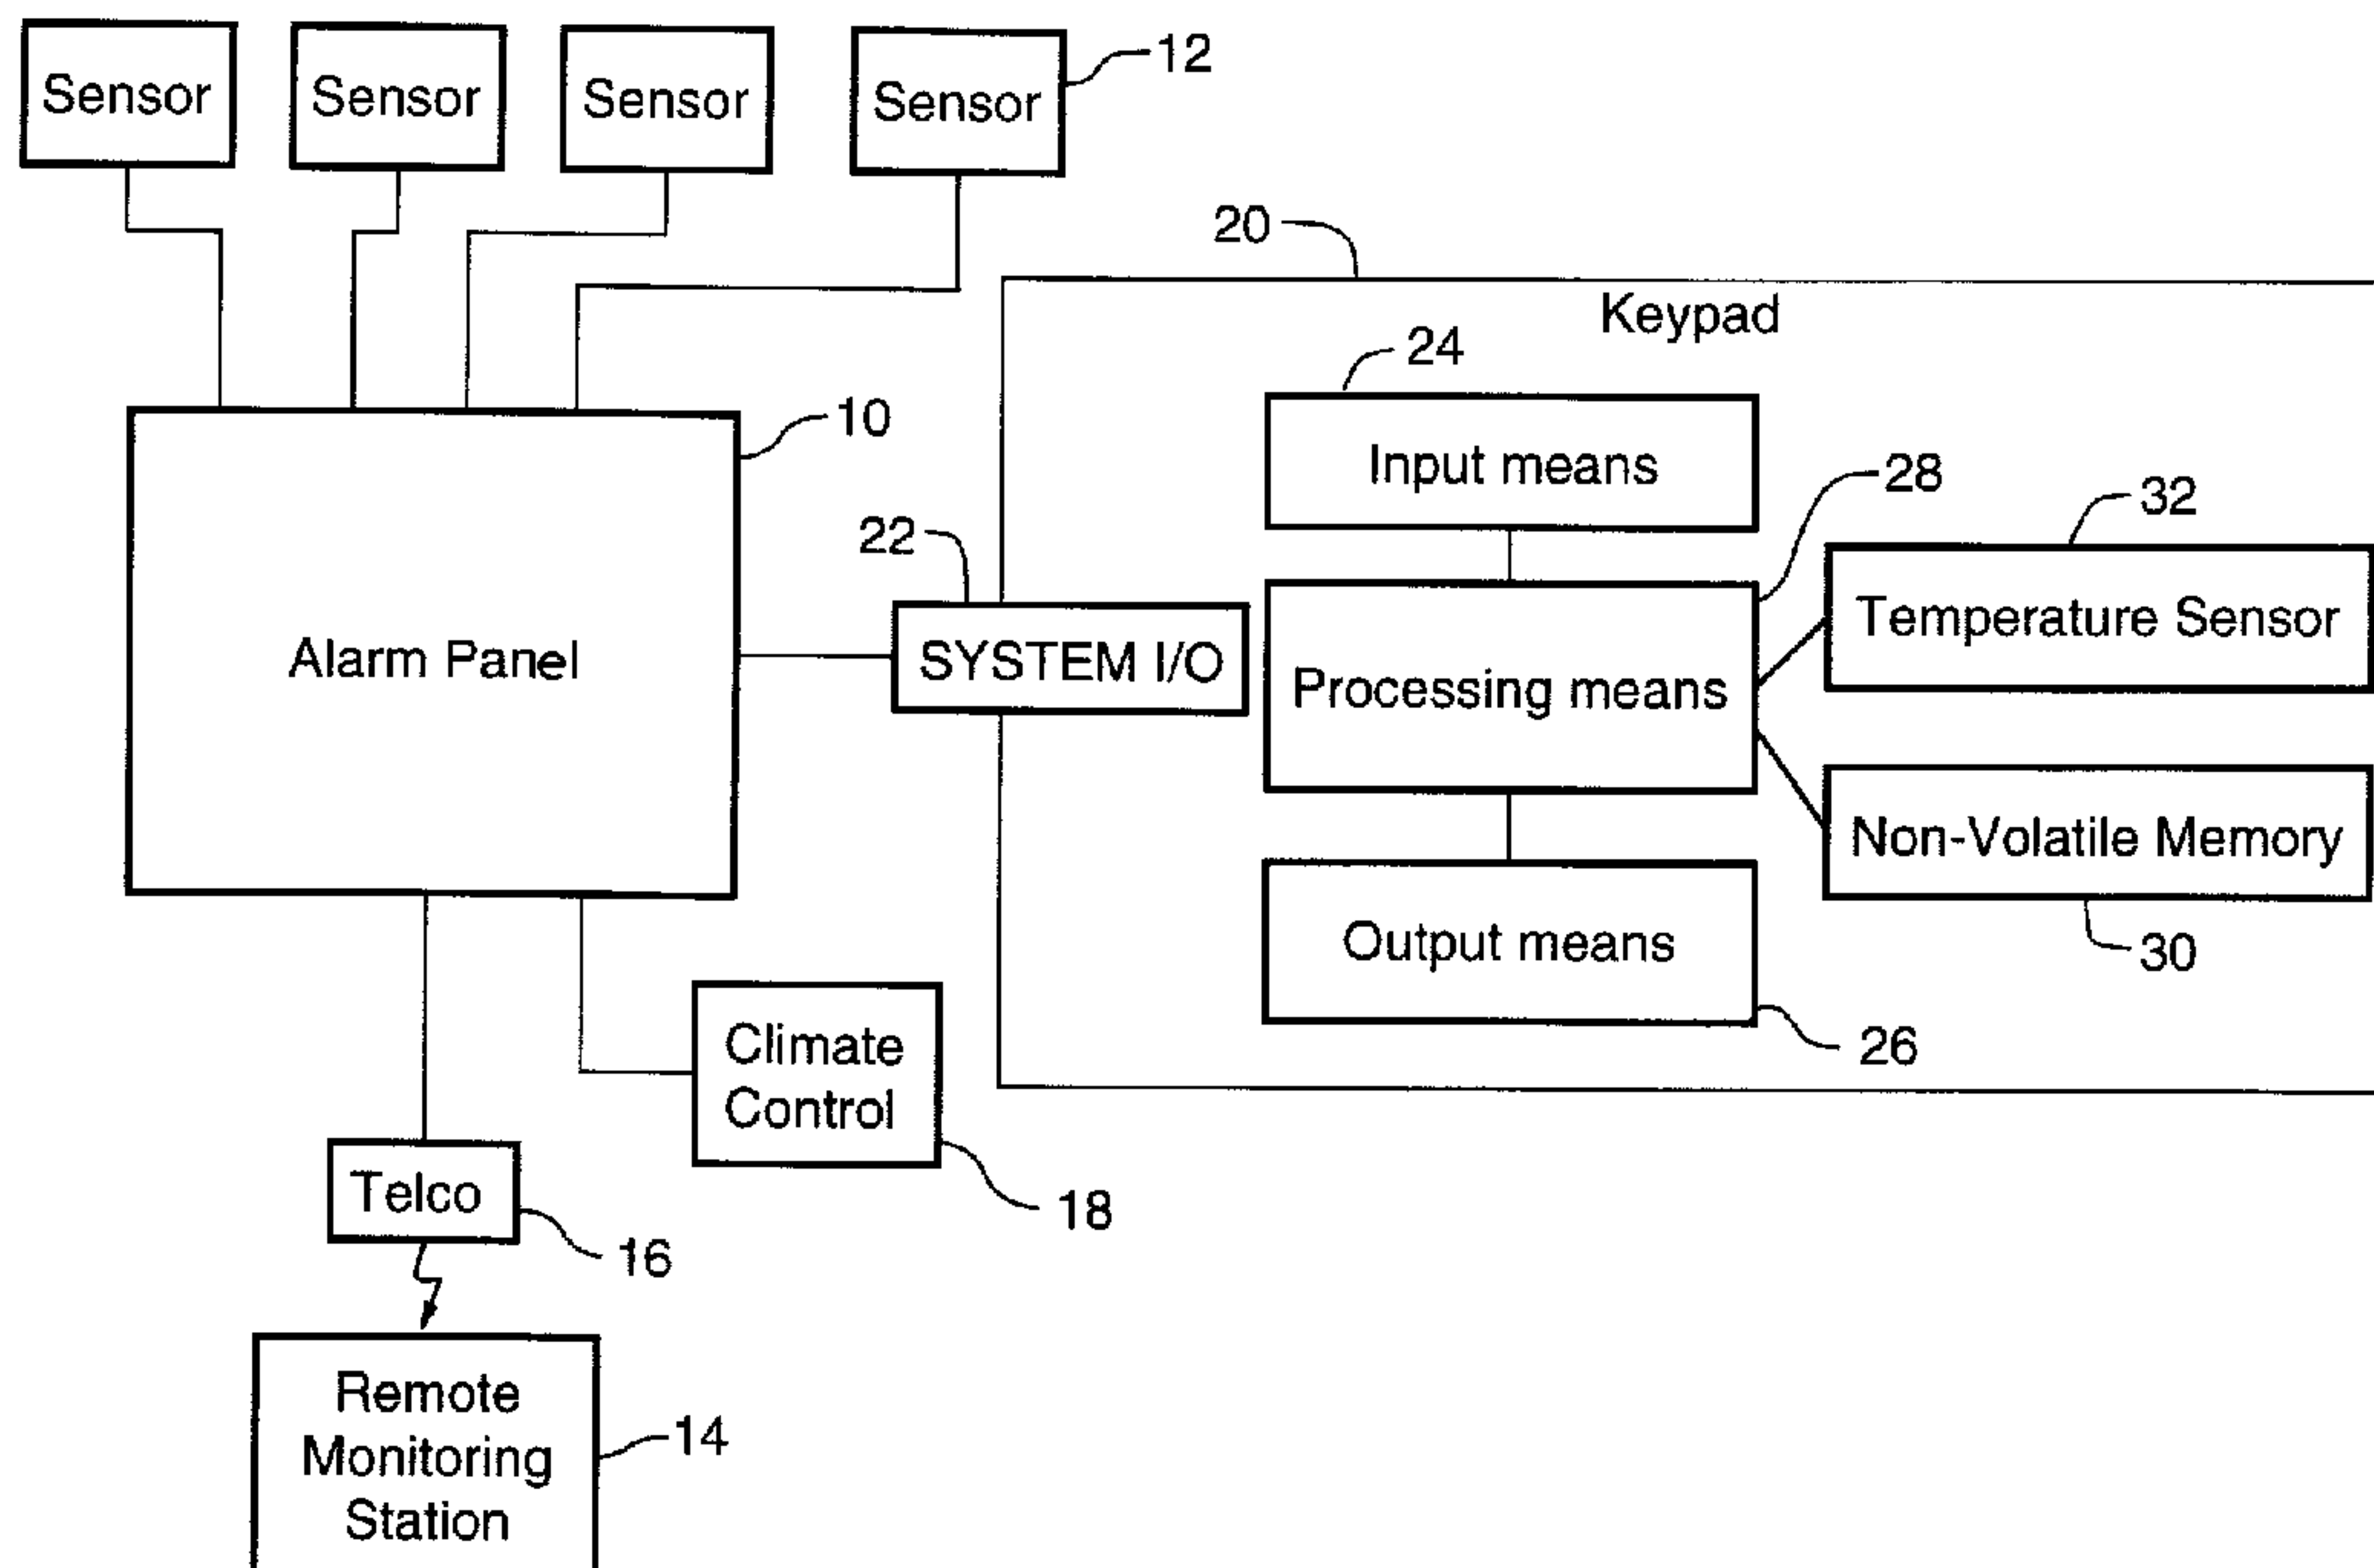 Sensor
Sensor
Sensor
Sensor
12
20
Keypad
24
10
Input means
28
32
22
Temperature Sensor
Alarm Panel
SYSTEM I/O
Processing means
Non-Volatile Memory
Output means
30
Climate
Control
26
Telco
18
16
Remote
Monitoring
Station
14